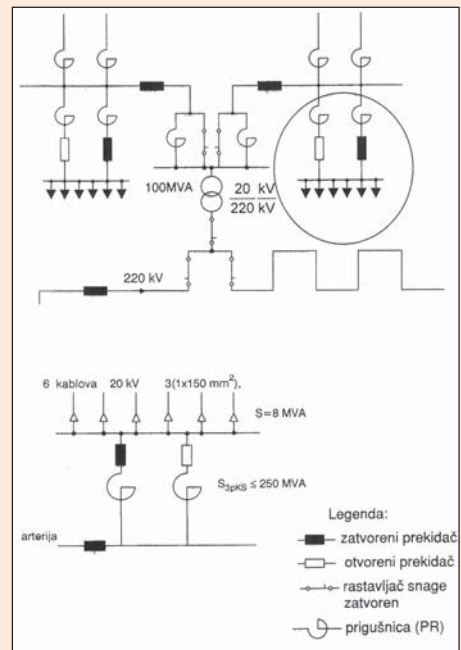 100MVA
20 kV
220 kV
220 kV
6 kablova 20 kV 3(1x150 mm²),
S=8 MVA
S3pKS ≤ 250 MVA
arterija
Legenda:
zatvoreni prekidač
otvoreni prekidač
rastavljač snage
zatvoren
prigušnica (PR)